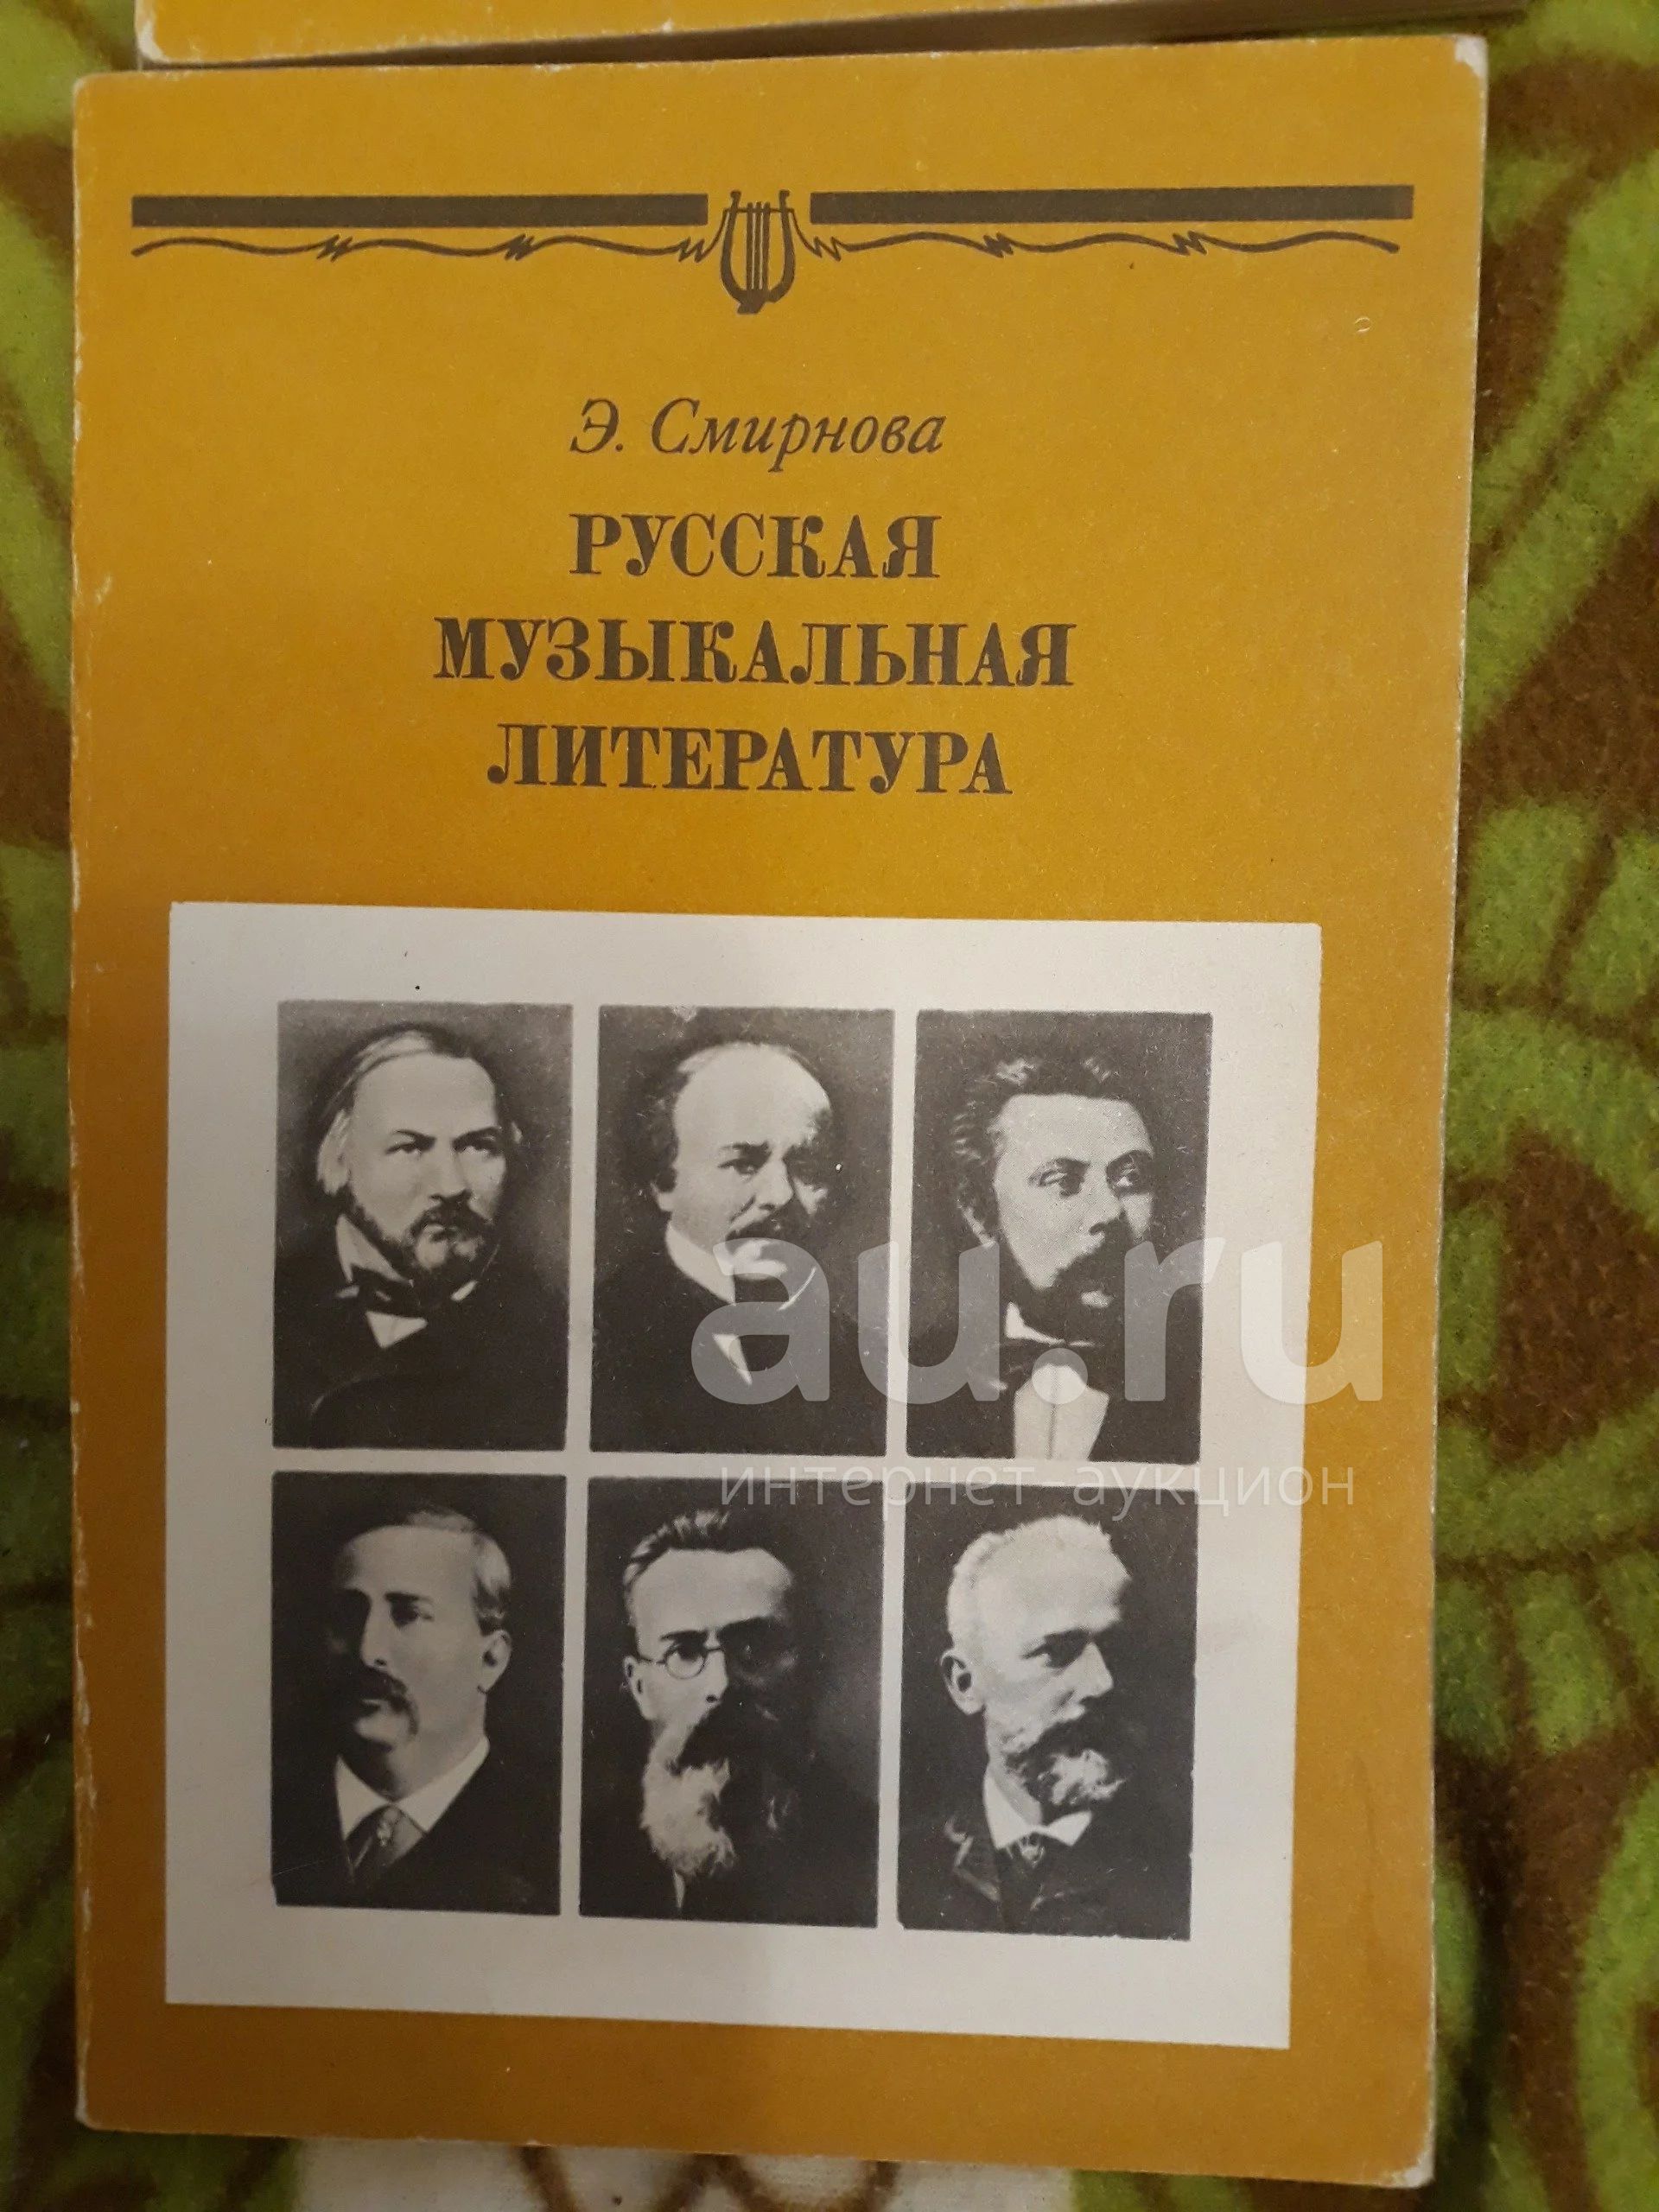 Э. Смирнова
РУССКАЯ
МУЗЫКАЛЬНАЯ
ЛИТЕРАТУРА
au.ru
интернет-аукцион